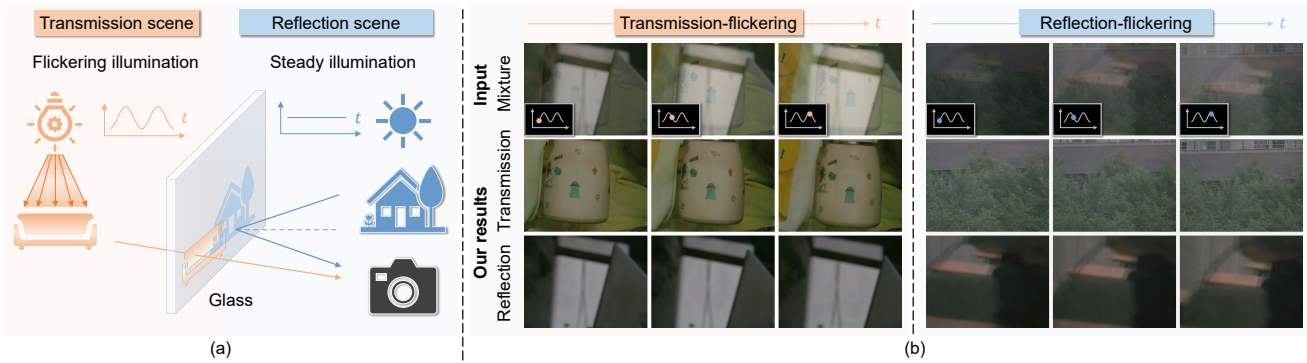 Transmission scene
Reflection scene
Flickering illumination
Steady illumination
t
t
Glass
(a)
Transmission-flickering
t
Reflection-flickering
t
Input
Mixture
Our results
Transmission
Reflection
(b)